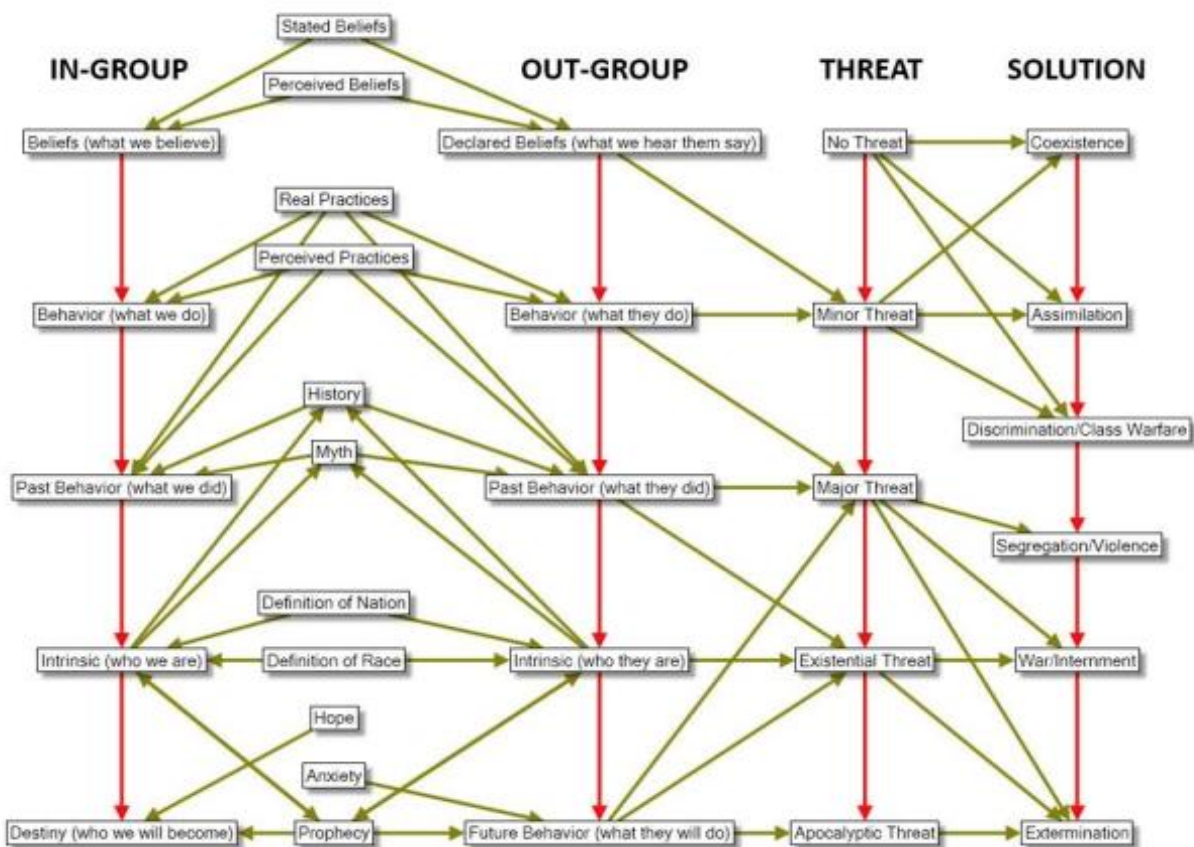 Stated Beliefs
IN-GROUP
OUT-GROUP
THREAT
SOLUTION
Perceived Beliefs
Beliefs (what we believe)
Declared Beliefs (what we hear them say)
No Threat
Coexistence
Real Practices
Perceived Practices
Behavior (what we do)
Behavior (what they do)
Minor Threat
Assimilation
History
Discrimination/Class Warfare
Myth
Past Behavior (what we did)
Past Behavior (what they did)
Major Threat
Segregation/Violence
Definition of Nation
Intrinsic (who we are)
Definition of Race
Intrinsic (who they are)
Existential Threat
War/Internment
Hope
Anxiety
Destiny (who we will become)
Prophecy
Future Behavior (what they will do)
Apocalyptic Threat
Extermination